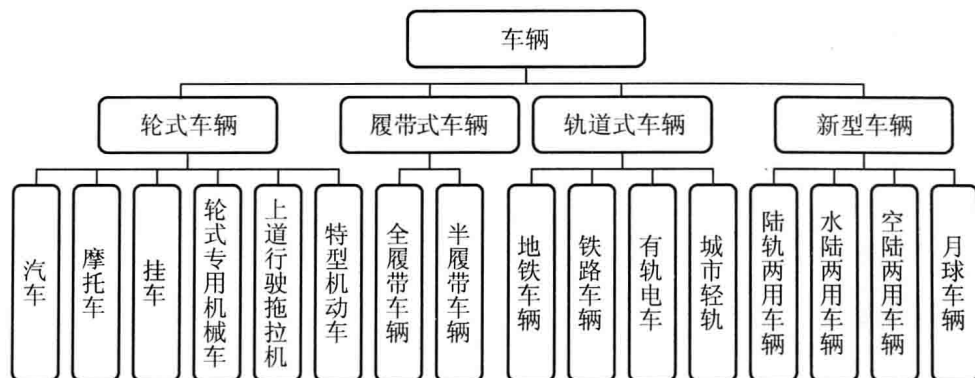 车辆
轮式车辆
履带式车辆
轨道式车辆
新型车辆
汽车
摩托车
挂车
轮式专用机械车
上道行驶拖拉机
特型机动车
全履带车辆
半履带车辆
地铁车辆
铁路车辆
有轨电车
城市轻轨
陆轨两用车辆
水陆两用车辆
空陆两用车辆
月球车辆